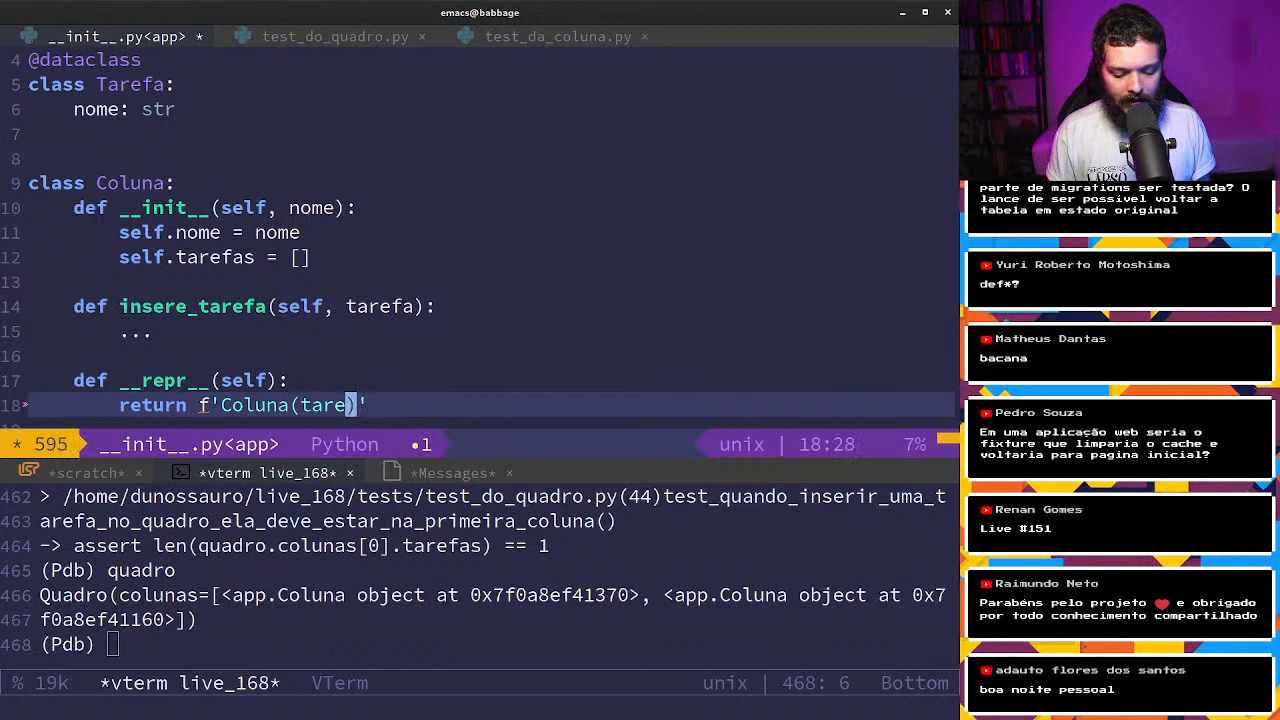 emacs@babbage
__init__.py<app> * test_do_quadro.py × test_da_coluna.py ×
4 @dataclass
5 class Tarefa:
6 nome: str
7
8
9 class Coluna:
10 def __init__(self, nome):
11 self.nome = nome
12 self.tarefas = []
13
14 def insere_tarefa(self, tarefa):
15 ...
16
17 def __repr__(self):
18 return f'Coluna(tare)'
* 595 __init__.py<app> Python •1 unix | 18:28 7%
*scratch* × *vterm live_168* × *Messages* ×
462 > /home/dunossauro/live_168/tests/test_do_quadro.py(44)test_quando_inserir_uma_t
463 arefa_no_quadro_ela_deve_estar_na_primeira_coluna()
464 -> assert len(quadro.colunas[0].tarefas) == 1
465 (Pdb) quadro
466 Quadro(colunas=[<app.Coluna object at 0x7f0a8ef41370>, <app.Coluna object at 0x7
467 f0a8ef41160>])
468 (Pdb)
% 19k *vterm live_168* VTerm unix | 468: 6 Bottom
parte de migrations ser testada? O
lance de ser possível voltar a
tabela em estado original
Yuri Roberto Motoshima
def*?
Matheus Dantas
bacana
Pedro Souza
Em uma aplicação web seria o
fixture que limparia o cache e
voltaria para pagina inicial?
Renan Gomes
Live #151
Raimundo Neto
Parabéns pelo projeto ❤ e obrigado
por todo conhecimento compartilhado
adauto flores dos santos
boa noite pessoal